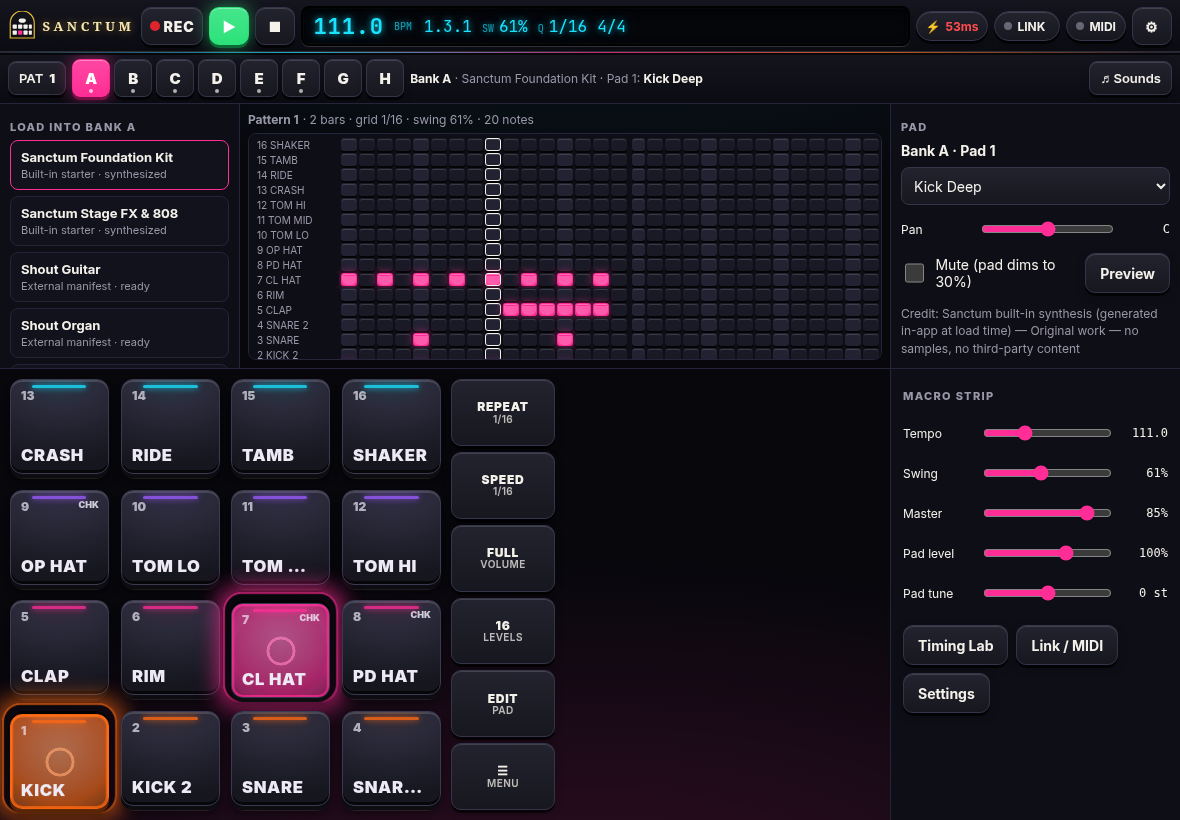 SANCTUM
REC
111.0 BPM 1.3.1 SW 61% Q 1/16 4/4
⚡ 53ms
LINK
MIDI
⚙
PAT 1
A
B
C
D
E
F
G
H
Bank A · Sanctum Foundation Kit · Pad 1: Kick Deep
♬ Sounds
LOAD INTO BANK A
Sanctum Foundation Kit
Built-in starter · synthesized
Sanctum Stage FX & 808
Built-in starter · synthesized
Shout Guitar
External manifest · ready
Shout Organ
External manifest · ready
Pattern 1 · 2 bars · grid 1/16 · swing 61% · 20 notes
16 SHAKER
15 TAMB
14 RIDE
13 CRASH
12 TOM HI
11 TOM MID
10 TOM LO
9 OP HAT
8 PD HAT
7 CL HAT
6 RIM
5 CLAP
4 SNARE 2
3 SNARE
2 KICK 2
PAD
Bank A · Pad 1
Kick Deep
Pan
C
Mute (pad dims to
30%)
Preview
Credit: Sanctum built-in synthesis (generated
in-app at load time) — Original work — no
samples, no third-party content
13
CRASH
14
RIDE
15
TAMB
16
SHAKER
9
CHK
OP HAT
10
TOM LO
11
TOM ...
12
TOM HI
5
CLAP
6
RIM
7
CHK
CL HAT
8
CHK
PD HAT
1
KICK
2
KICK 2
3
SNARE
4
SNAR...
REPEAT
1/16
SPEED
1/16
FULL
VOLUME
16
LEVELS
EDIT
PAD
☰
MENU
MACRO STRIP
Tempo
111.0
Swing
61%
Master
85%
Pad level
100%
Pad tune
0 st
Timing Lab
Link / MIDI
Settings